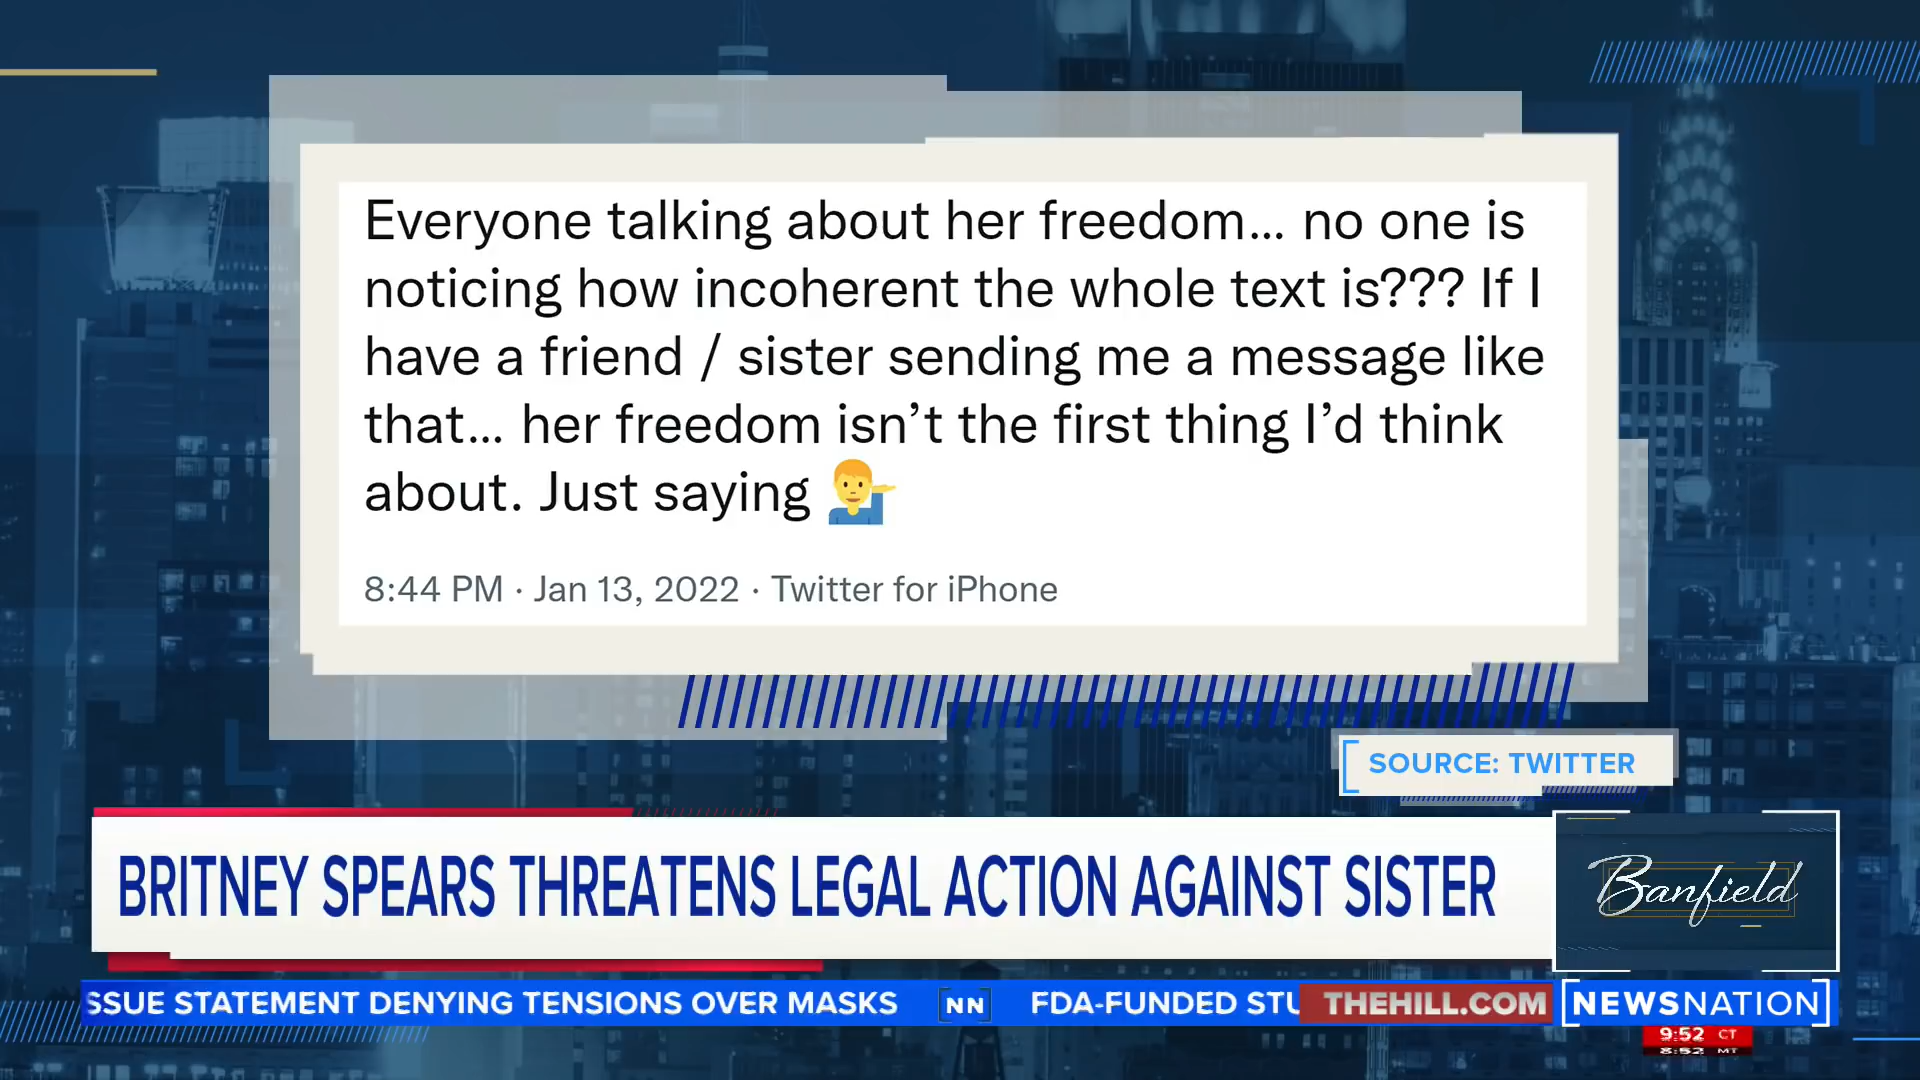 Everyone talking about her freedom... no one is
noticing how incoherent the whole text is??? If I
have a friend / sister sending me a message like
that... her freedom isn’t the first thing I’d think
about. Just saying 💁‍♂️
8:44 PM · Jan 13, 2022 · Twitter for iPhone
SOURCE: TWITTER
BRITNEY SPEARS THREATENS LEGAL ACTION AGAINST SISTER
Banfield
SSUE STATEMENT DENYING TENSIONS OVER MASKS NN FDA-FUNDED STU
THEHILL.COM
NEWSNATION
9:52 CT
8:52 MT